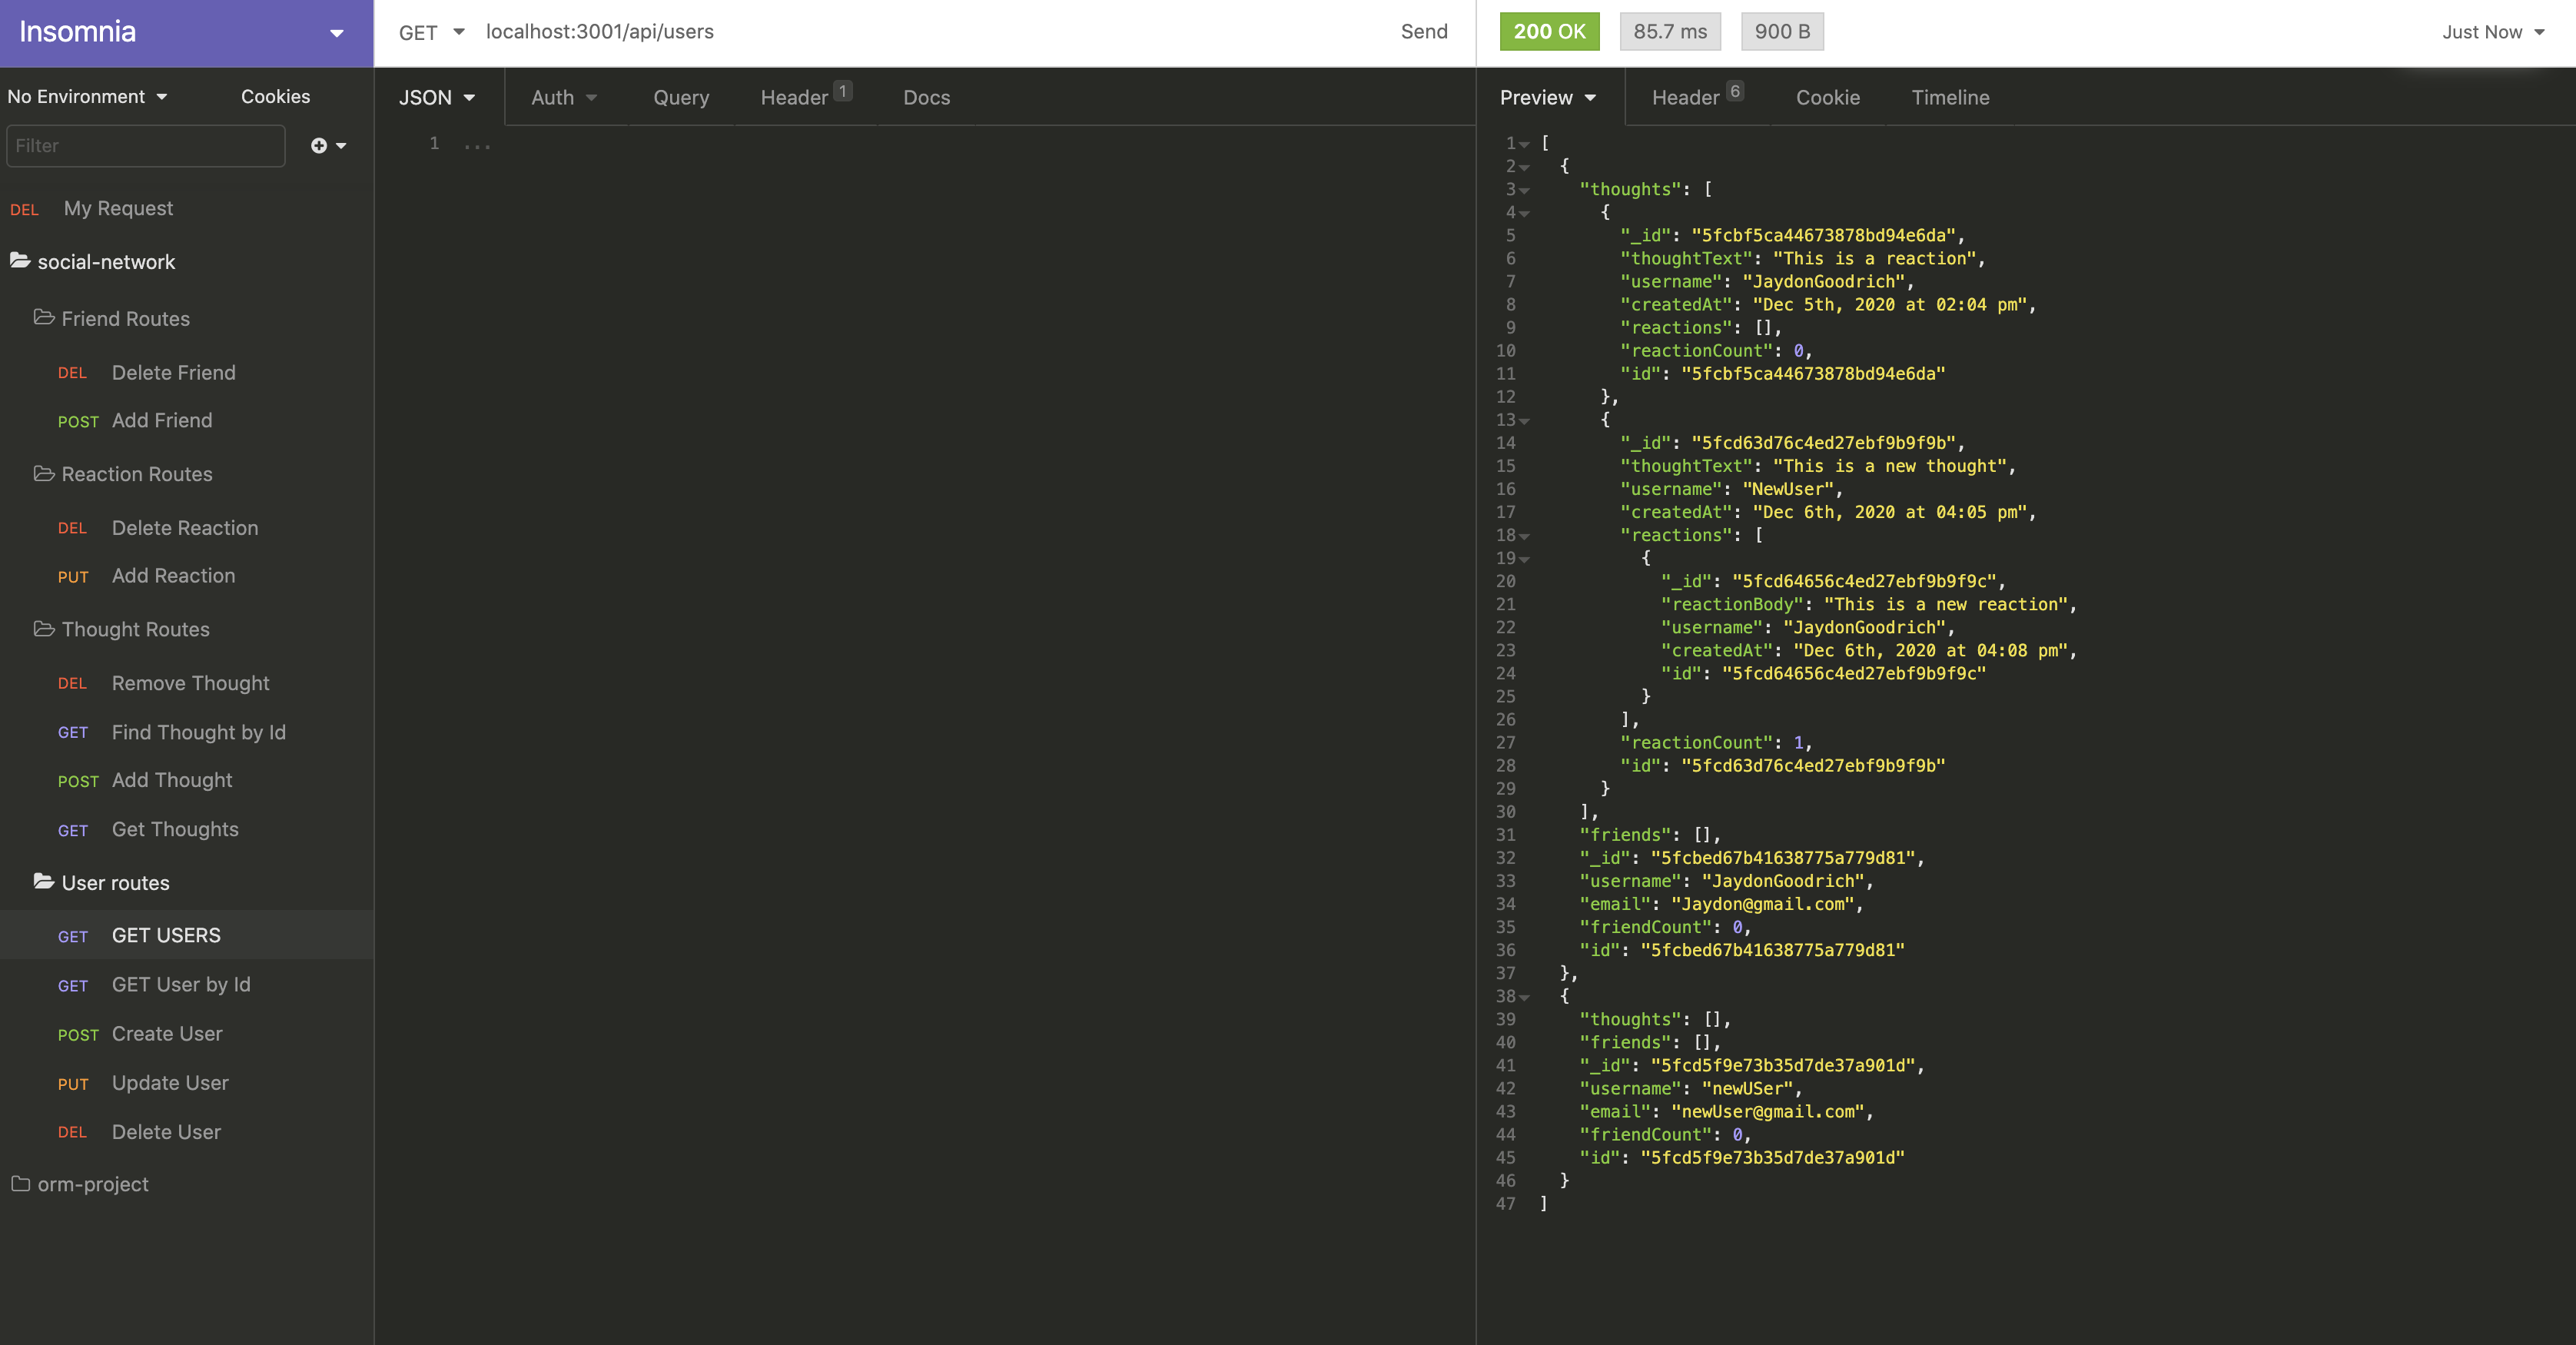 Insomnia
No Environment Cookies
Filter
DEL My Request
social-network
Friend Routes
DEL Delete Friend
POST Add Friend
Reaction Routes
DEL Delete Reaction
PUT Add Reaction
Thought Routes
DEL Remove Thought
GET Find Thought by Id
POST Add Thought
GET Get Thoughts
User routes
GET GET USERS
GET GET User by Id
POST Create User
PUT Update User
DEL Delete User
orm-project
GET localhost:3001/api/users Send
JSON Auth Query Header 1 Docs
1 ...
200 OK 85.7 ms 900 B Just Now
Preview Header 6 Cookie Timeline
1 [
2 {
3 "thoughts": [
4 {
5 "_id": "5fcbf5ca44673878bd94e6da",
6 "thoughtText": "This is a reaction",
7 "username": "JaydonGoodrich",
8 "createdAt": "Dec 5th, 2020 at 02:04 pm",
9 "reactions": [],
10 "reactionCount": 0,
11 "id": "5fcbf5ca44673878bd94e6da"
12 },
13 {
14 "_id": "5fcd63d76c4ed27ebf9b9f9b",
15 "thoughtText": "This is a new thought",
16 "username": "NewUser",
17 "createdAt": "Dec 6th, 2020 at 04:05 pm",
18 "reactions": [
19 {
20 "_id": "5fcd64656c4ed27ebf9b9f9c",
21 "reactionBody": "This is a new reaction",
22 "username": "JaydonGoodrich",
23 "createdAt": "Dec 6th, 2020 at 04:08 pm",
24 "id": "5fcd64656c4ed27ebf9b9f9c"
25 }
26 ],
27 "reactionCount": 1,
28 "id": "5fcd63d76c4ed27ebf9b9f9b"
29 }
30 ],
31 "friends": [],
32 "_id": "5fcbed67b41638775a779d81",
33 "username": "JaydonGoodrich",
34 "email": "Jaydon@gmail.com",
35 "friendCount": 0,
36 "id": "5fcbed67b41638775a779d81"
37 },
38 {
39 "thoughts": [],
40 "friends": [],
41 "_id": "5fcd5f9e73b35d7de37a901d",
42 "username": "newUSer",
43 "email": "newUser@gmail.com",
44 "friendCount": 0,
45 "id": "5fcd5f9e73b35d7de37a901d"
46 }
47 ]